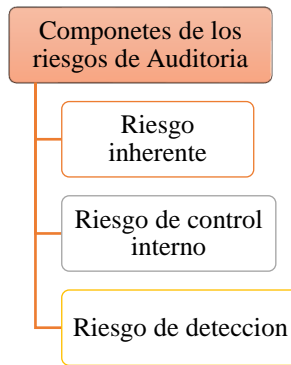 Componetes de los
riesgos de Auditoria
Riesgo
inherente
Riesgo de control
interno
Riesgo de deteccion